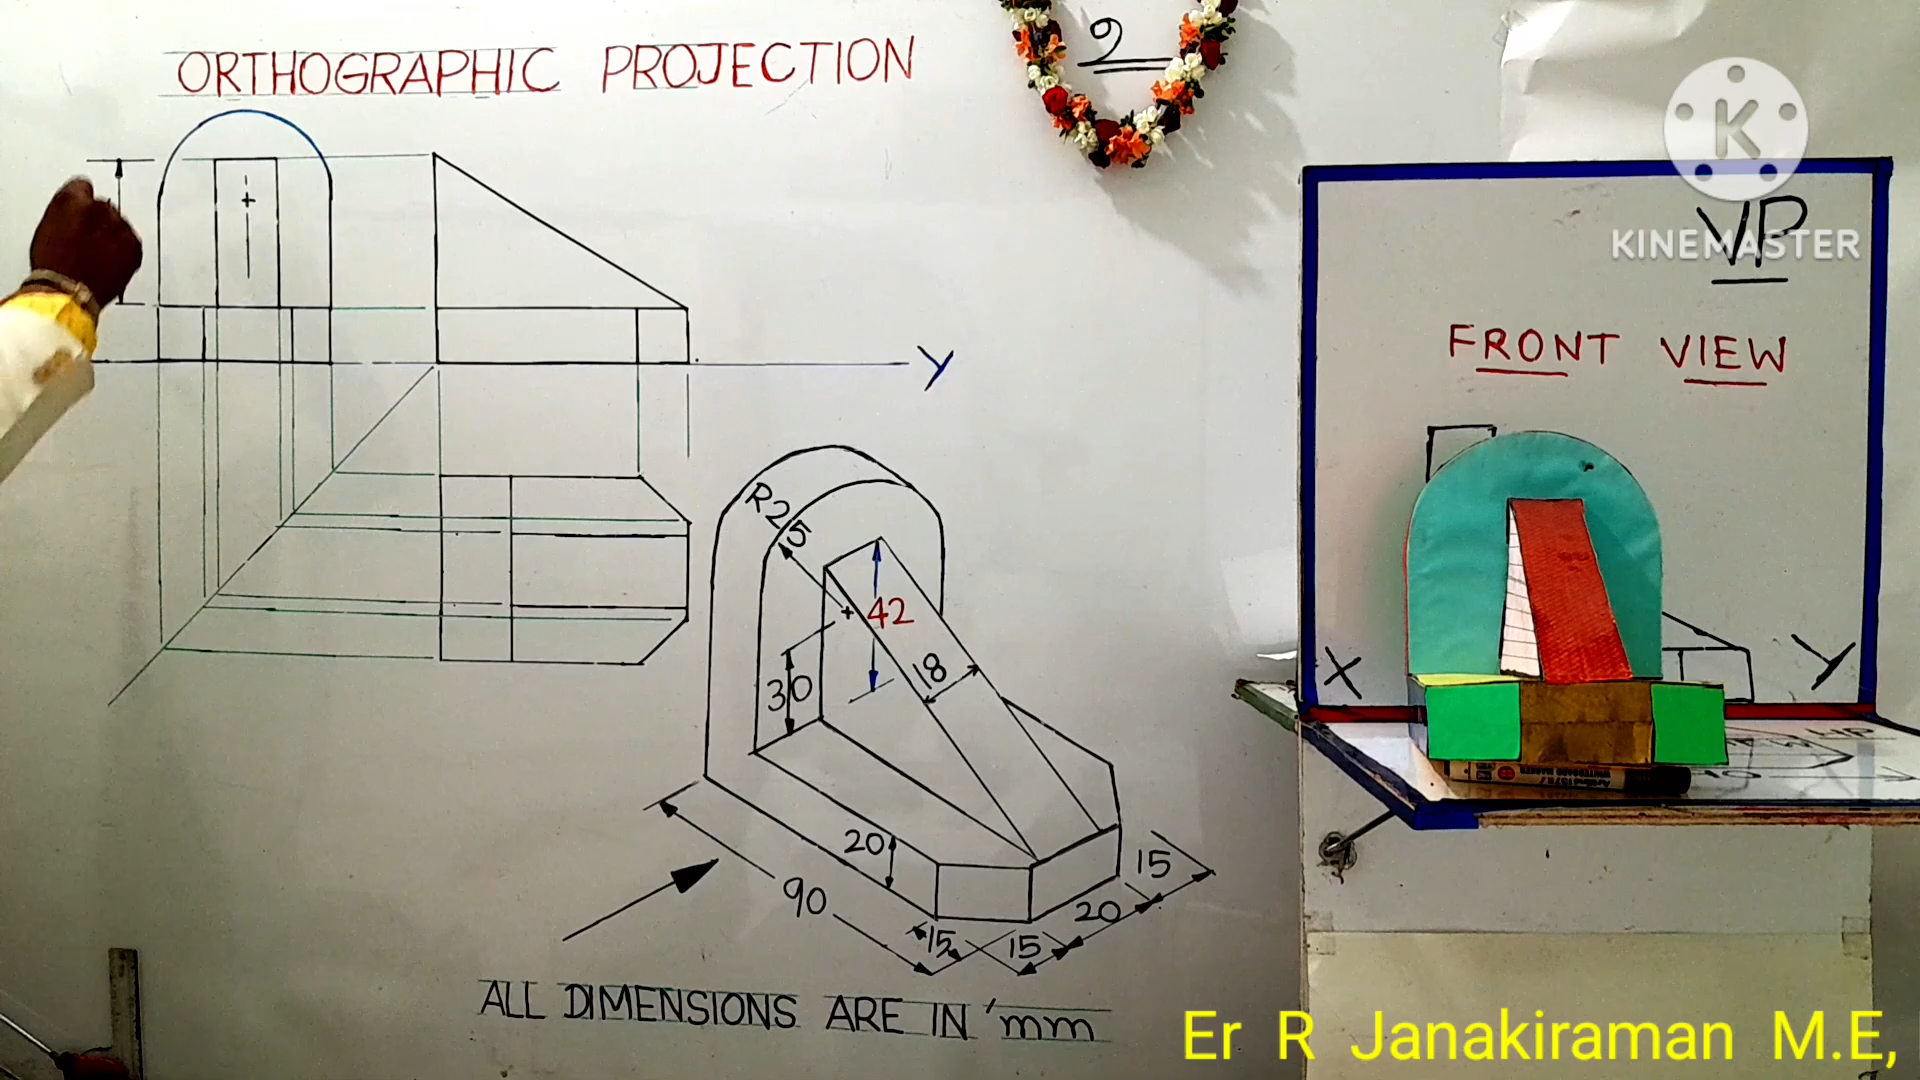 ORTHOGRAPHIC PROJECTION
Y
R25
42
18
30
20
90
15
15
20
15
ALL DIMENSIONS ARE IN 'mm
K
KINEMASTER
VP
FRONT VIEW
X
Y
HP
Er R Janakiraman M.E,